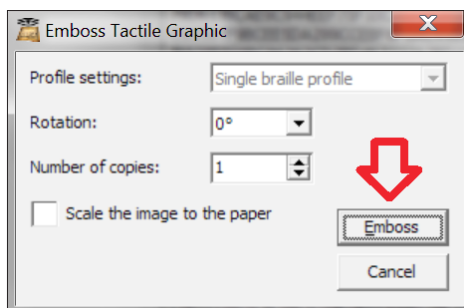 Emboss Tactile Graphic
Profile settings: Single braille profile
Rotation: 0°
Number of copies: 1
Scale the image to the paper
Emboss
Cancel